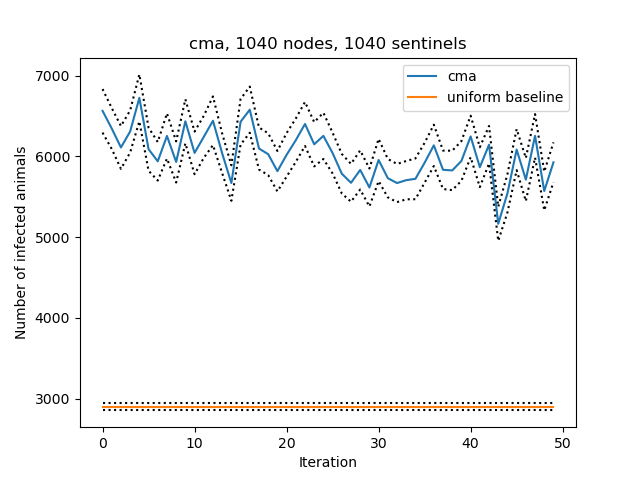 cma, 1040 nodes, 1040 sentinels
cma
uniform baseline
7000
6000
5000
4000
3000
Number of infected animals
0 10 20 30 40 50
Iteration